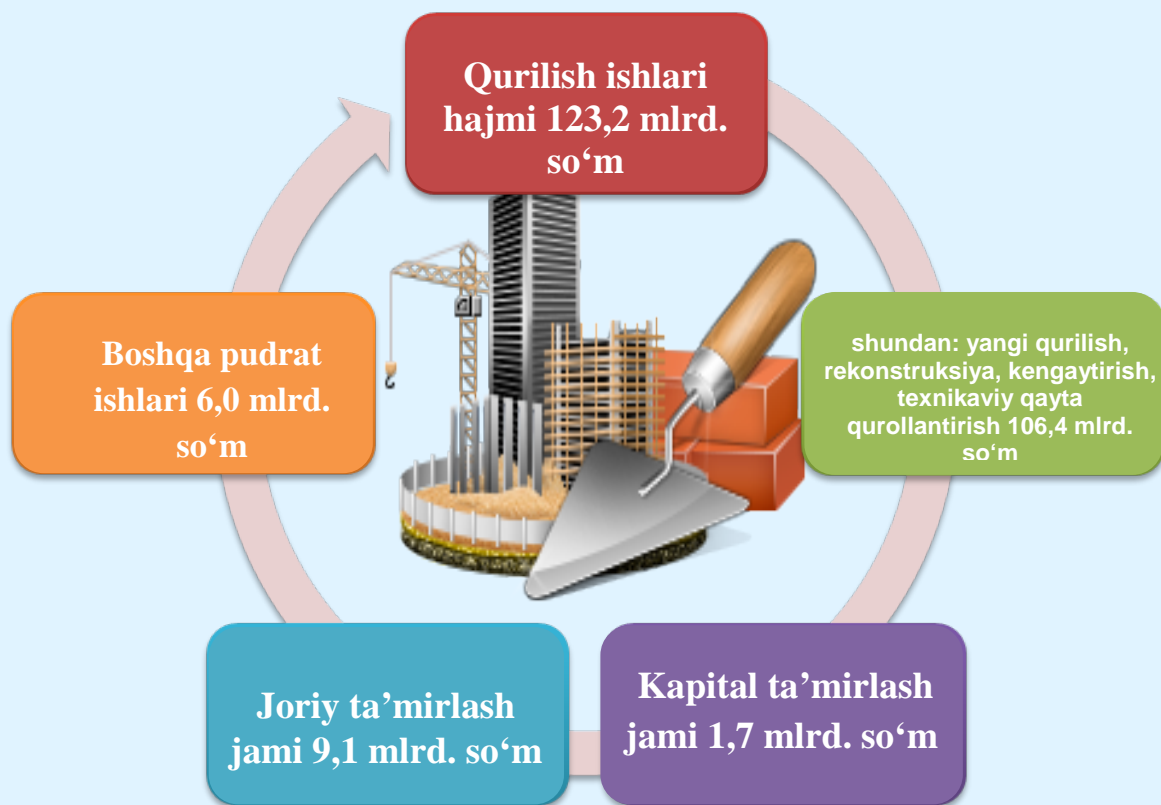 Qurilish ishlari
hajmi 123,2 mlrd.
so‘m
shundan: yangi qurilish,
rekonstruksiya, kengaytirish,
texnikaviy qayta
qurollantirish 106,4 mlrd.
so‘m
Kapital ta’mirlash
jami 1,7 mlrd. so‘m
Joriy ta’mirlash
jami 9,1 mlrd. so‘m
Boshqa pudrat
ishlari 6,0 mlrd.
so‘m